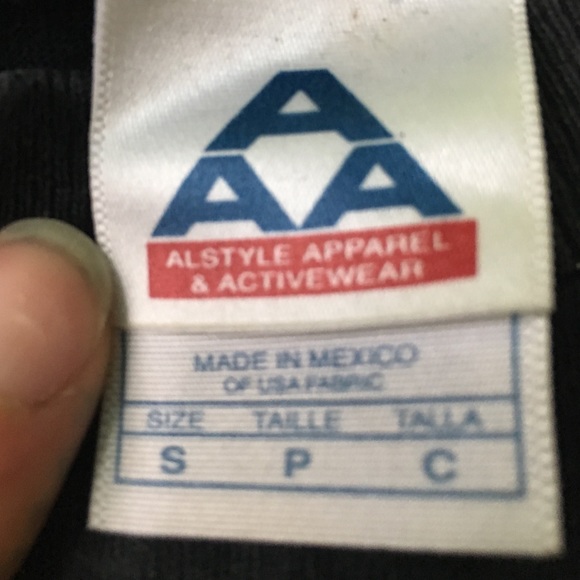 A
A A
ALSTYLE APPAREL
& ACTIVEWEAR
MADE IN MEXICO
OF USA FABRIC
SIZE TAILLE TALLA
S P C